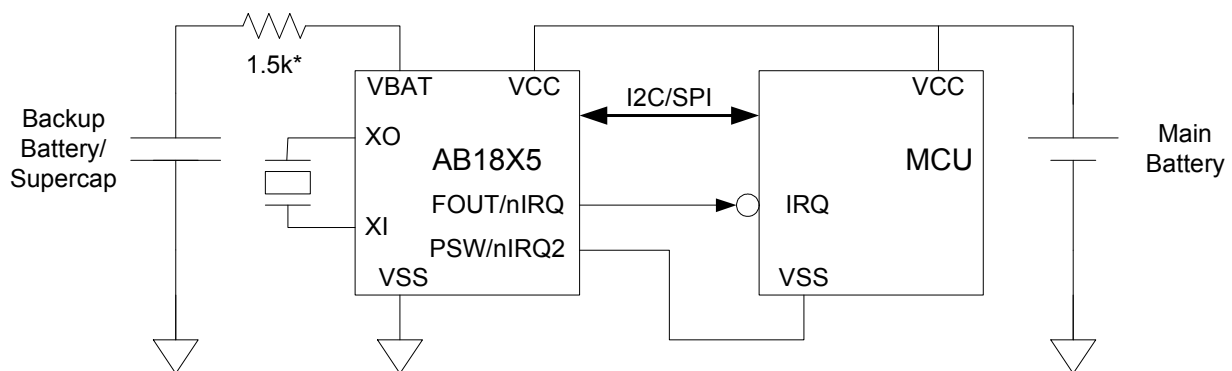 1.5k*
VBAT
VCC
I2C/SPI
VCC
Backup
Battery/
Supercap
XO
XI
AB18X5
MCU
Main
Battery
FOUT/nIRQ
IRQ
PSW/nIRQ2
VSS
VSS